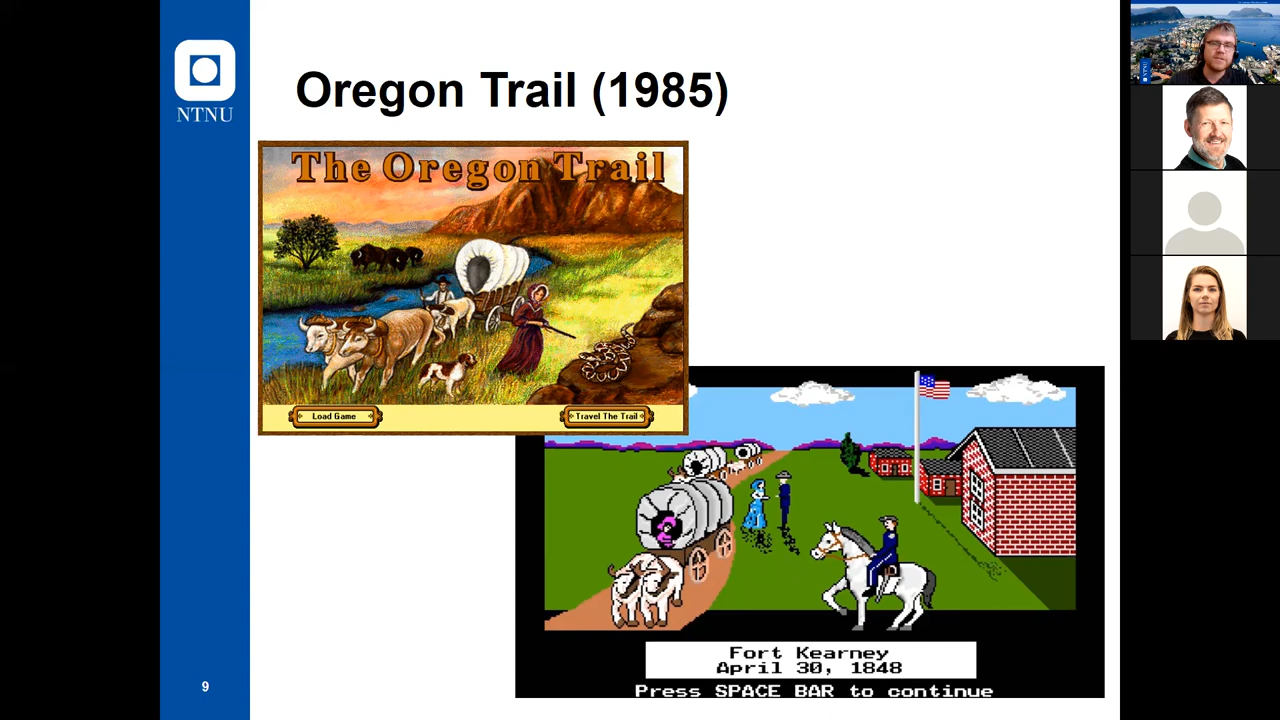 NTNU
Oregon Trail (1985)
The Oregon Trail
Load Game
Travel The Trail
Fort Kearney
April 30, 1848
Press SPACE BAR to continue
9
NTNU